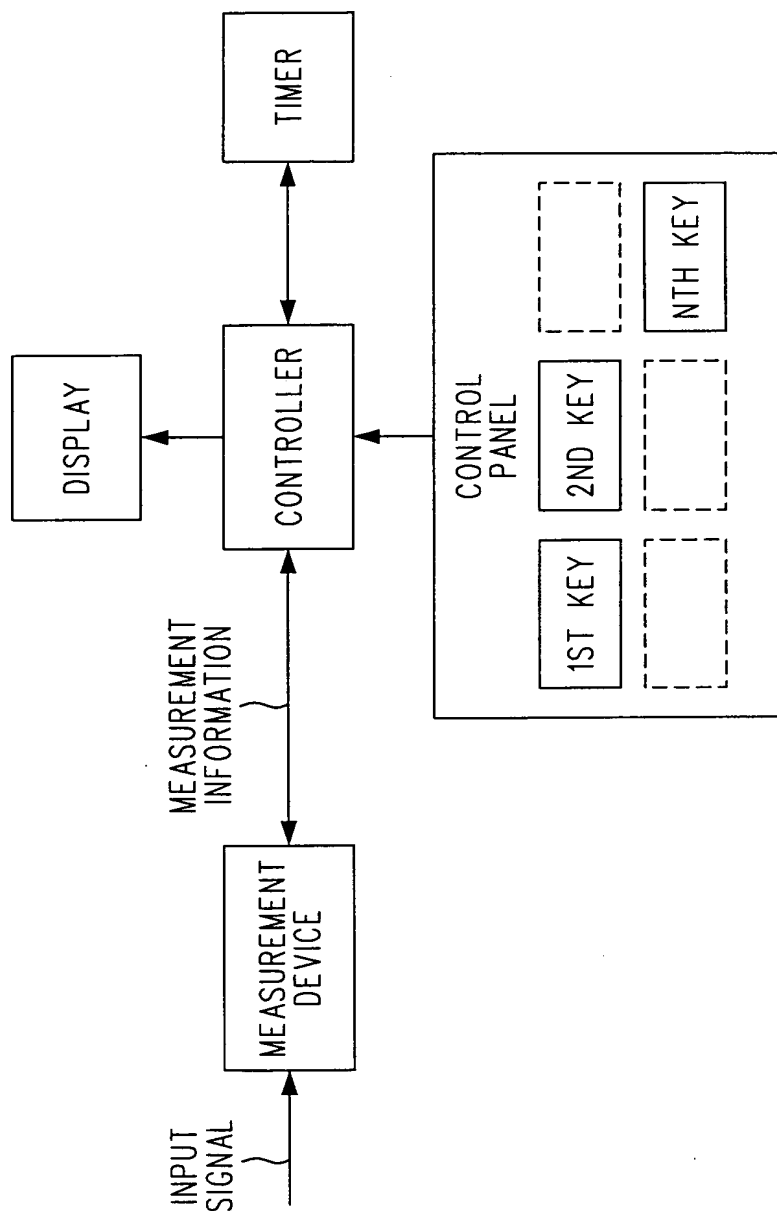 DISPLAY
INPUT
SIGNAL
MEASUREMENT
DEVICE
MEASUREMENT
INFORMATION
CONTROLLER
TIMER
CONTROL
PANEL
1ST KEY
2ND KEY
NTH KEY